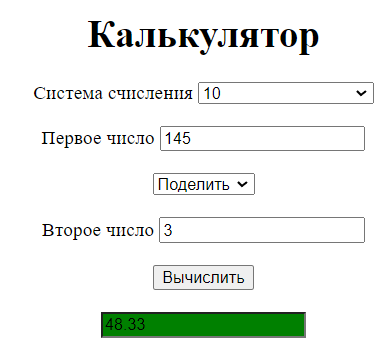 Калькулятор
Система счисления 10
Первое число 145
Поделить
Второе число 3
Вычислить
48 33